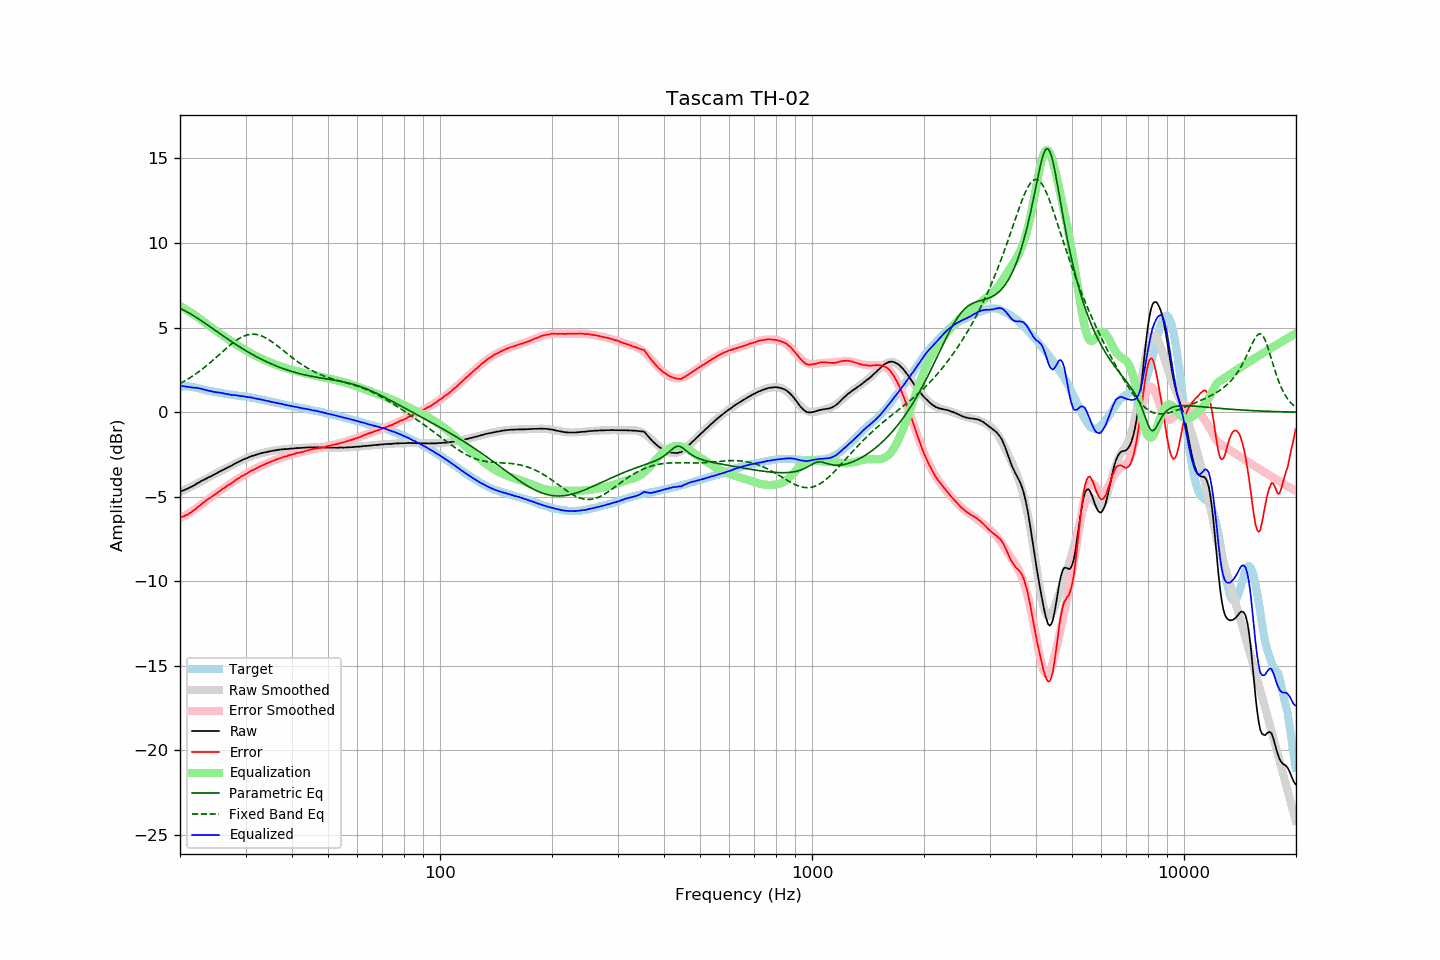 Tascam TH-02
Amplitude (dBr)
15
10
5
0
−5
−10
−15
−20
−25
Target
Raw Smoothed
Error Smoothed
Raw
Error
Equalization
Parametric Eq
Fixed Band Eq
Equalized
100
1000
10000
Frequency (Hz)